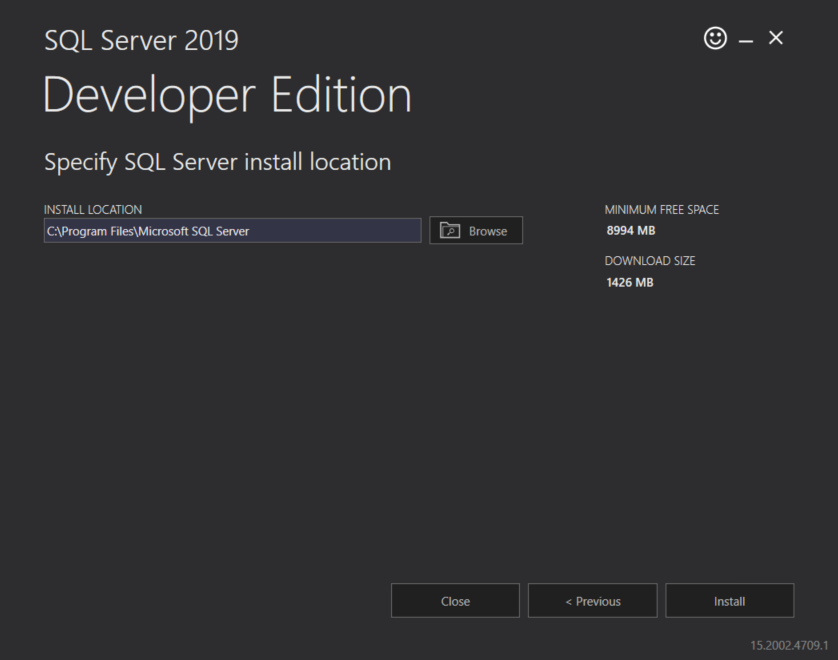 SQL Server 2019
Developer Edition
Specify SQL Server install location
INSTALL LOCATION
C:\Program Files\Microsoft SQL Server
Browse
MINIMUM FREE SPACE
8994 MB
DOWNLOAD SIZE
1426 MB
Close
< Previous
Install
15.2002.4709.1